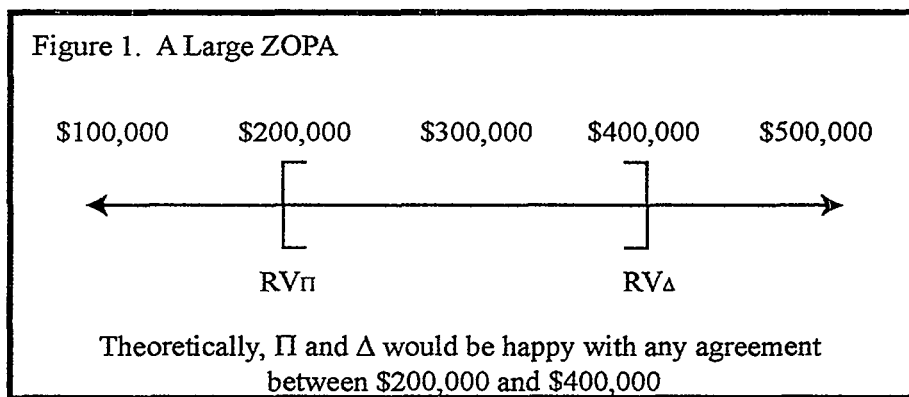 Figure 1. A Large ZOPA
$100,000 $200,000 $300,000 $400,000 $500,000
RVΠ RVΔ
Theoretically, Π and Δ would be happy with any agreement
between $200,000 and $400,000